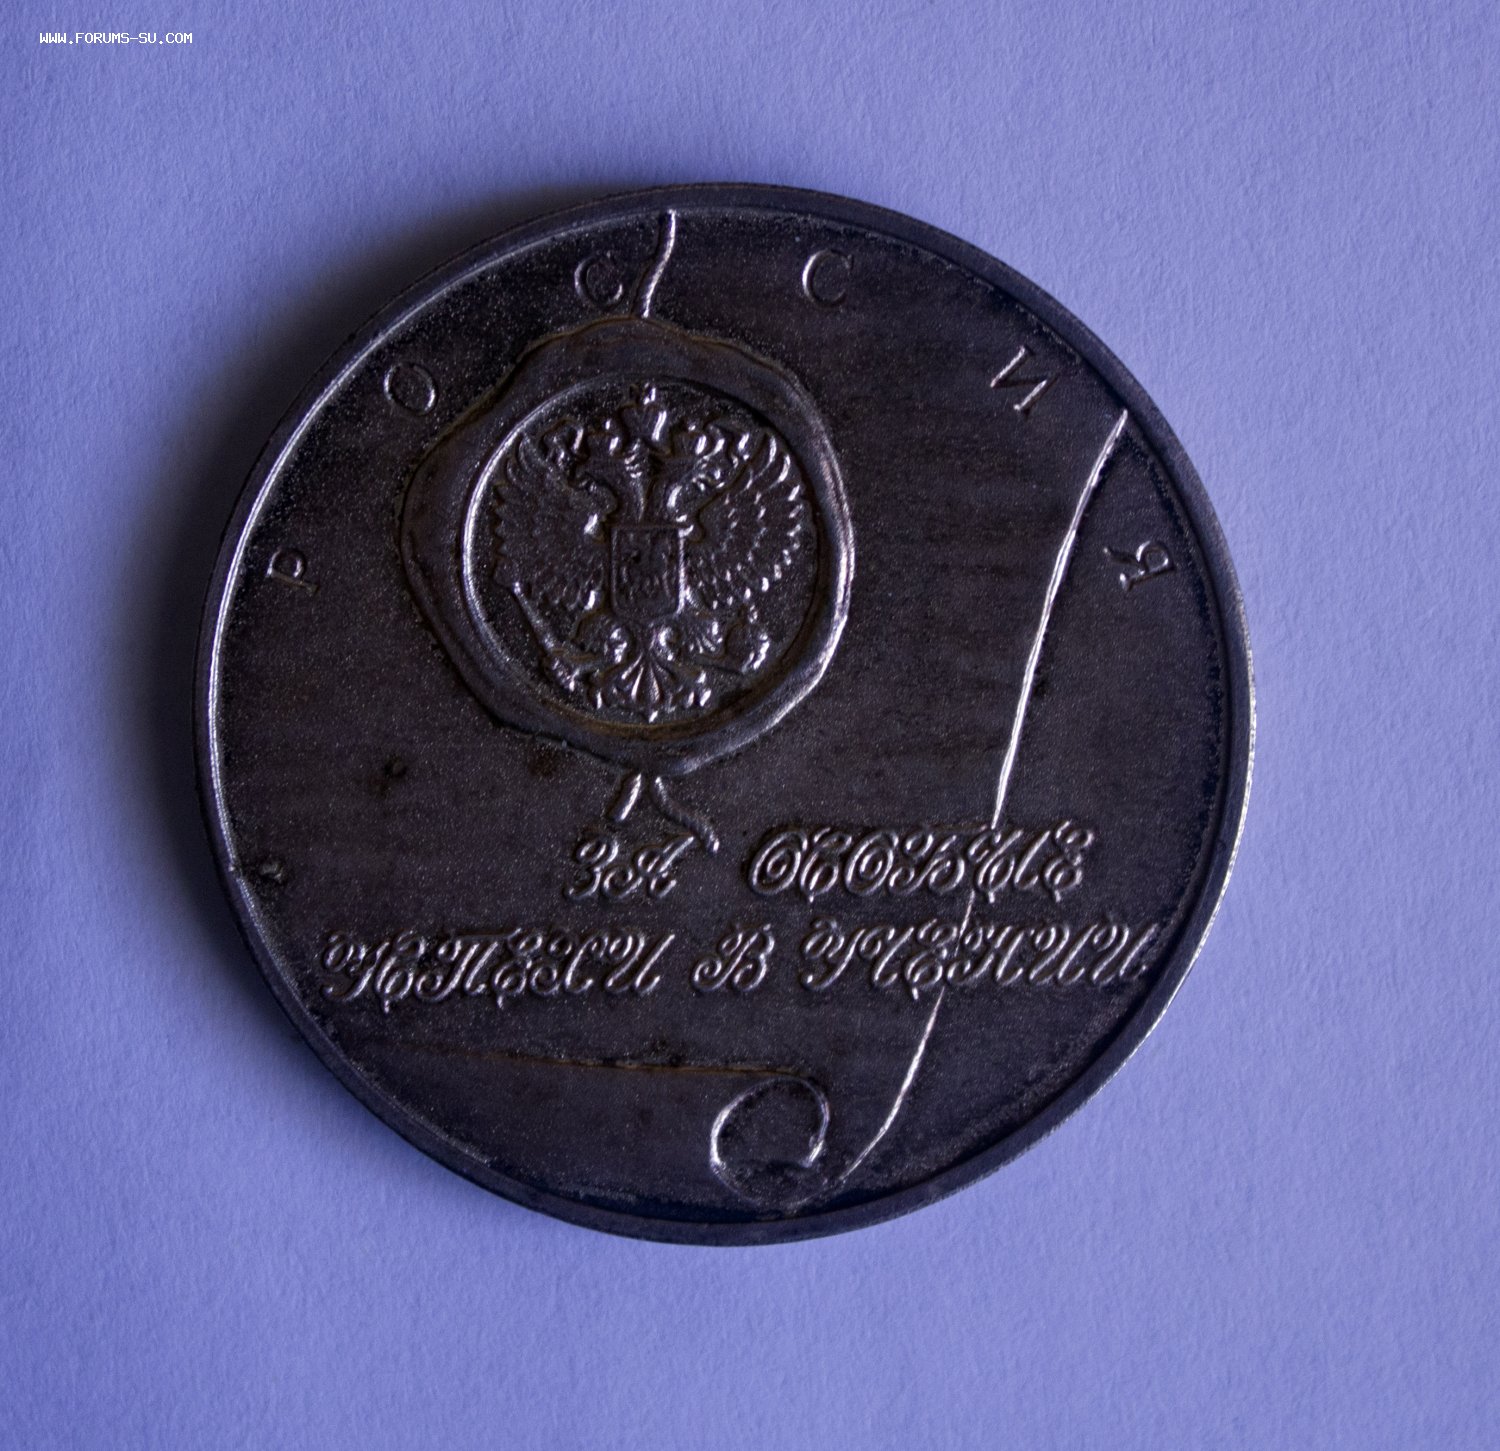 WWW.FORUMS-SU.COM
РОССИЯ
ЗА ОСОБЫЕ
УСПЕХИ В УЧЕНИИ